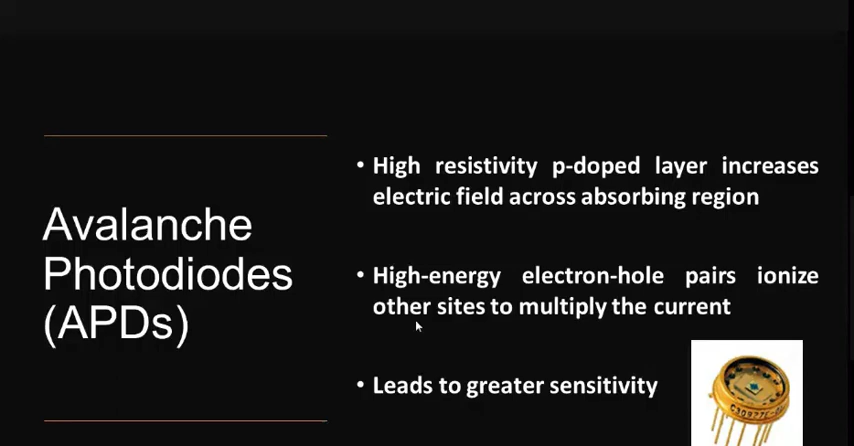 Avalanche
Photodiodes
(APDs)
• High resistivity p-doped layer increases
electric field across absorbing region
• High-energy electron-hole pairs ionize
other sites to multiply the current
• Leads to greater sensitivity